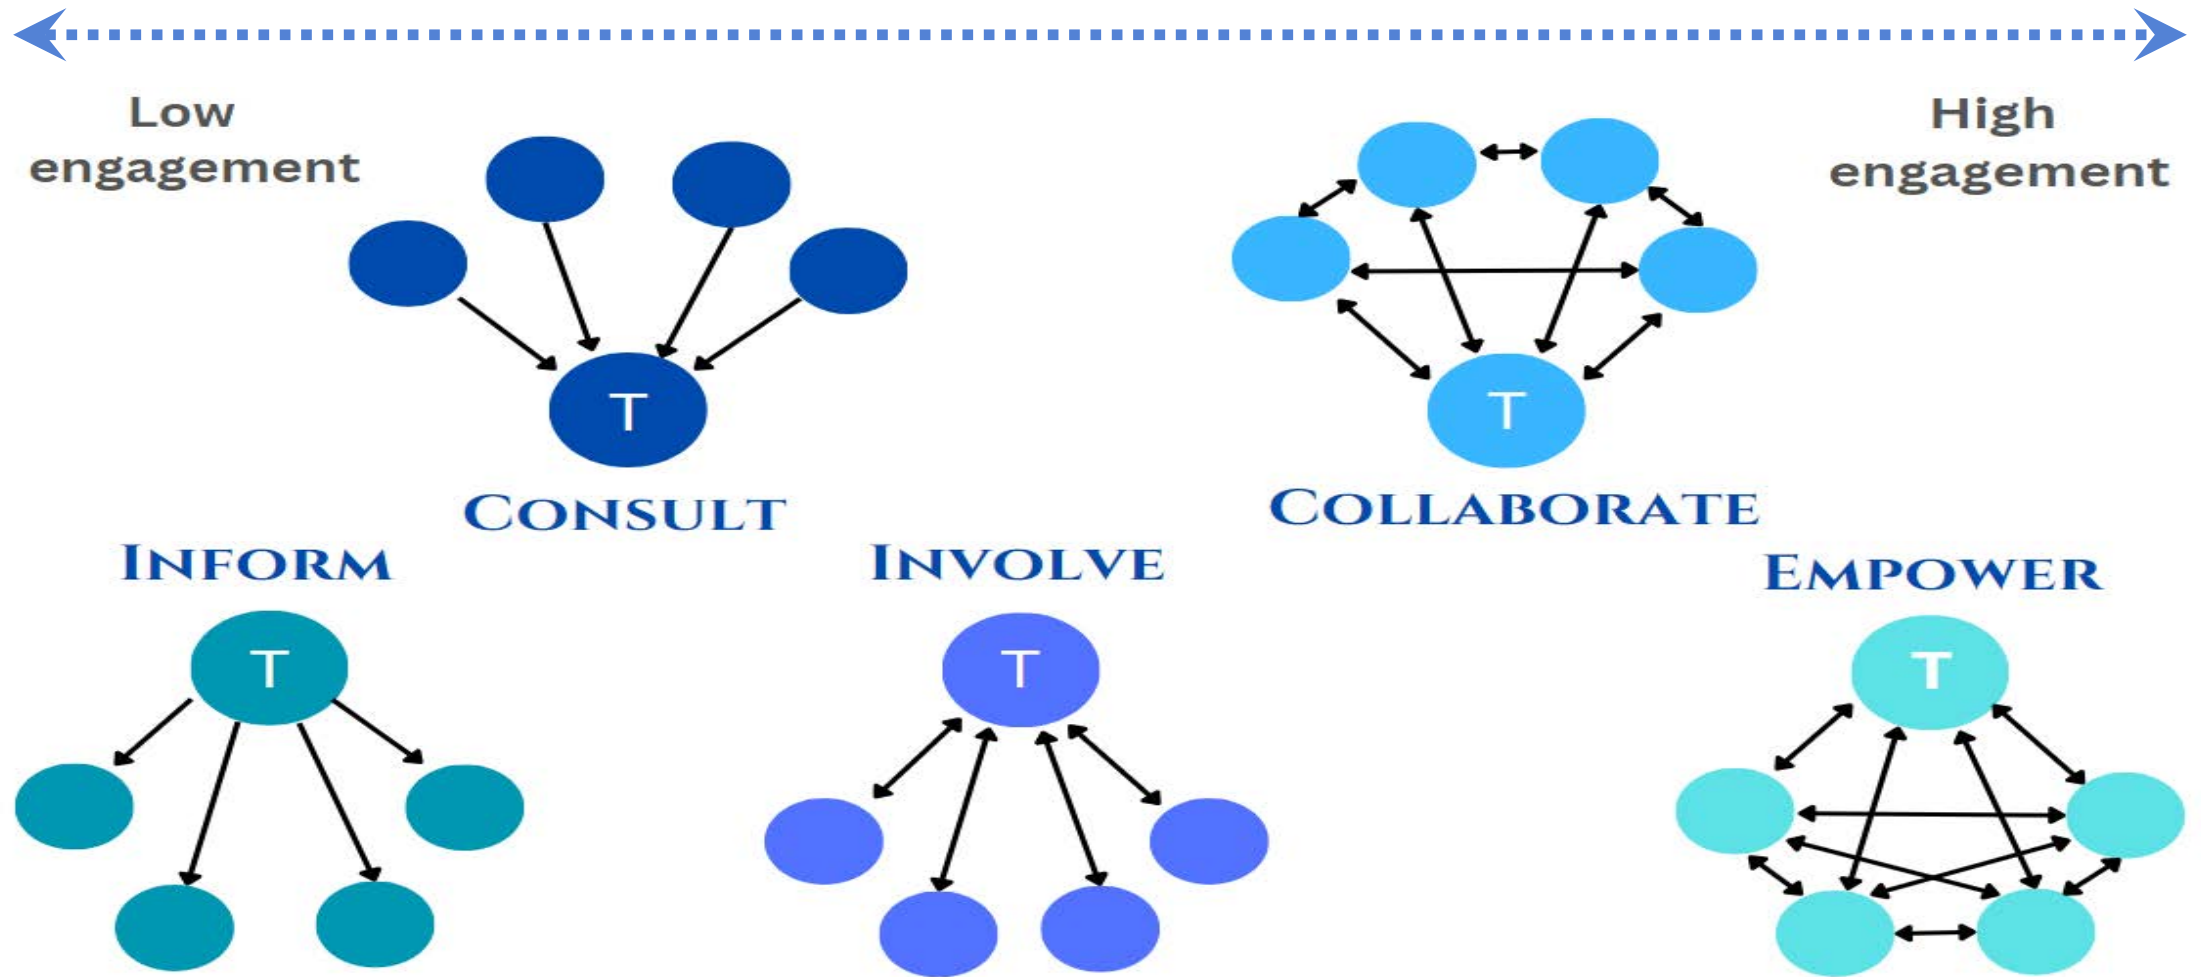 Low
engagement
High
engagement
T
CONSULT
T
COLLABORATE
INFORM
T
INVOLVE
T
EMPOWER
T